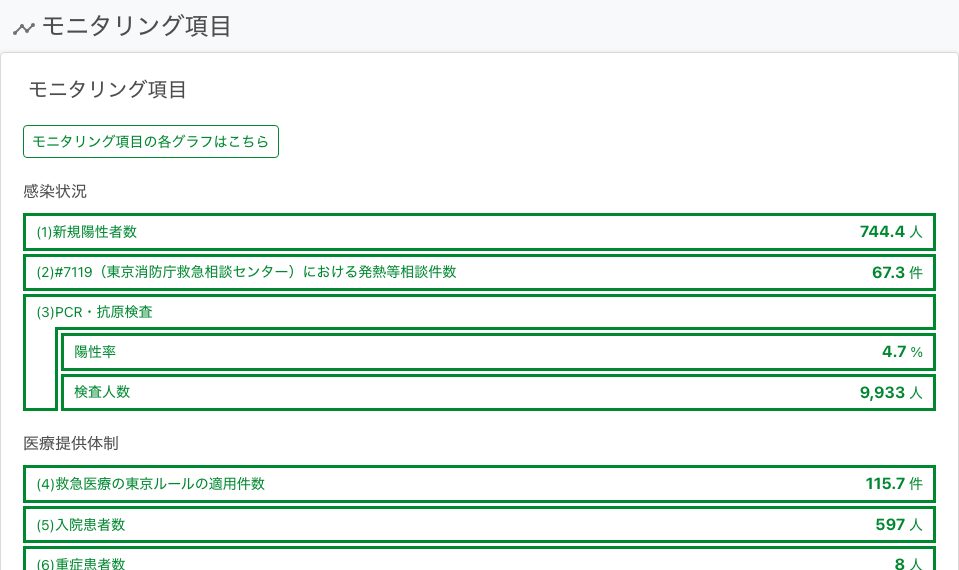 モニタリング項目
モニタリング項目
モニタリング項目の各グラフはこちら
感染状況
(1)新規陽性者数 744.4 人
(2)#7119（東京消防庁救急相談センター）における発熱等相談件数 67.3 件
(3)PCR・抗原検査
陽性率 4.7 %
検査人数 9,933 人
医療提供体制
(4)救急医療の東京ルールの適用件数 115.7 件
(5)入院患者数 597 人
(6)重症患者数 8 人